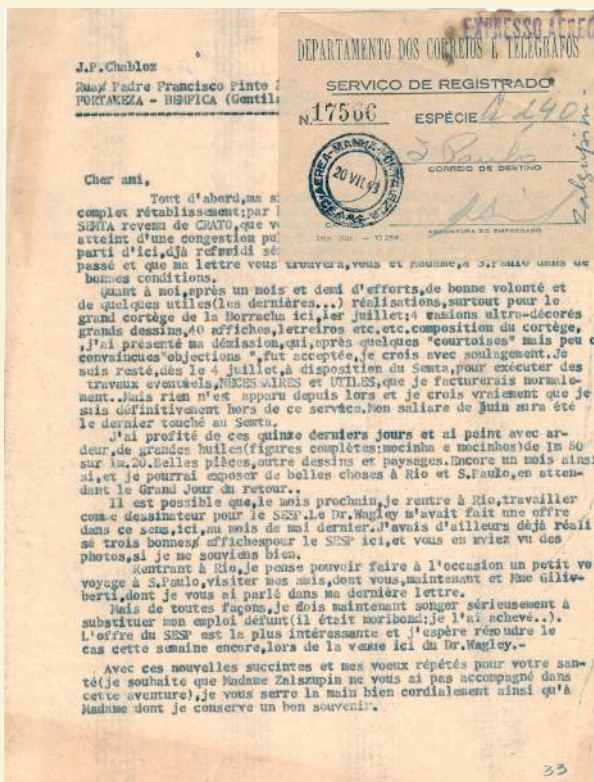 J.P.Chabloz
Rua/ Padre Francisco Pinto
FORTALEZA - BEMFICA (Gentil
EXPRESSO AEREO
DEPARTAMENTO DOS CORREIOS E TELEGRAFOS
SERVIÇO DE REGISTRADO
N. 17566 ESPÉCIE 240
S. Paulo
CORREIO DE DESTINO
20 VII 43
CEARÁ
ASSINATURA DO EMPREGADO
Zalszupin
Cher ami,
Tout d'abord,ma s
complet rétablissement;par
SEMTA revenu de CRATO,que v
atteint d'une congestion pu
parti d'ici,djà refroidi sé
passé et que ma lettre vous trouvera,vous et Madame,à S.Paulo dans de
bonnes conditions.
Quant à moi,après un mois et demi d'efforts,de bonne volonté et
de quelques utiles(les dernières...) réalisations,surtout pour le
grand cortège de la Borracha ici,1er juillet;4 camions ultra-décorés
grands dessins,40 affiches,letreiros etc.etc.composition du cortège,
,j'ai présenté ma démission,qui,après quelques "courtoises" mais peu c
convaincues"objections ",fut acceptée,je crois avec soulagement.Je
suis resté,dès le 4 juillet,à disposition du Semta,pour exécuter des
travaux eventuels,NECESSAIRES et UTILES,que je facturerais normale-
ment..Mais rien n'est apparu depuis lors et je crois vraiment que je
suis définitivement hors de ce service.Mon saliare de juin aura été
le dernier touché au Semta.
J'ai profité de ces quinze derniers jours et ai peint avec ar-
deur,de grandes huiles(figures complètes:mocinha e mocinhos)de 1m 50
sur 1m.20.Belles pièces,outre dessins et paysages.Encore un mois ainsi
ai,et je pourrai exposer de belles choses à Rio et S.Paulo,en atten-
dant le Grand Jour du retour..
Il est possible que,le mois prochain,je rentre à Rio,travailler
comme dessinateur pour le SESP.Le Dr.Wagley m'avait fait une offre
dans ce sens,ici,au mois de mai dernier.J'avais d'ailleurs déjà réali
sé trois bonnes/ affichespour le SESP ici,et vous en aviez vu des
photos,si je me souviens bien.
Rentrant à Rio,je pense pouvoir faire à l'occasion un petit vo
voyage à S.Paulo,visiter mes amis,dont vous,maintenant et Mme Giliv-
berti,dont je vous ai parlé dans ma dernière lettre.
Mais de toutes façons,je dois maintenant songer sérieusement à
substituer mon emploi défunt(il était moribond;je l'ai achevé..).
L'offre du SESP est la plus intéressante et j'espère résoudre le
cas cette semaine encore,lors de la venue ici du Dr.Wagley.-
Avec ces nouvelles succintes et mes voeux répétés pour votre san-
té(je souhaite que Madame Zalszupin ne vous ai pas accompagné dans
cette aventure),je vous serre la main bien cordialement ainsi qu'à
Madame dont je conserve un bon souvenir.
33